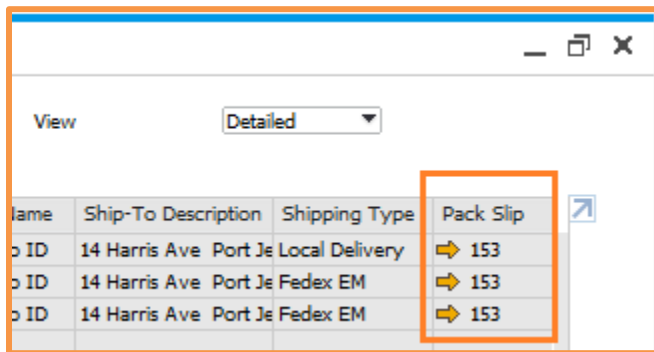 View Detailed
Name Ship-To Description Shipping Type Pack Slip
o ID 14 Harris Ave Port Je Local Delivery 153
o ID 14 Harris Ave Port Je Fedex EM 153
o ID 14 Harris Ave Port Je Fedex EM 153